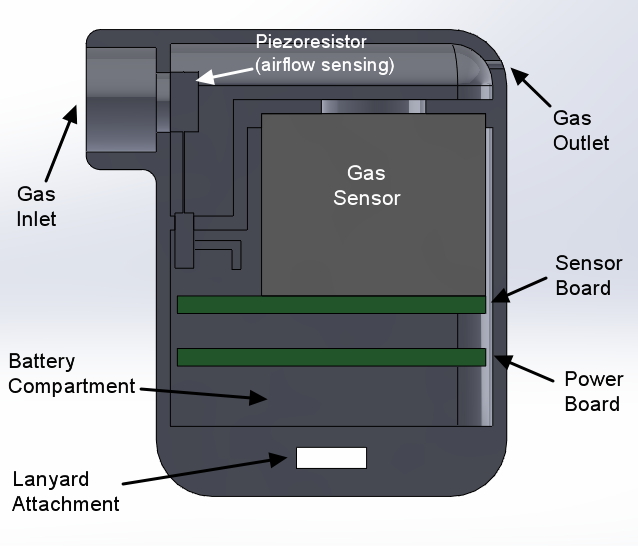 Piezoresistor
(airflow sensing)
Gas
Outlet
Gas
Sensor
Gas
Inlet
Sensor
Board
Battery
Compartment
Power
Board
Lanyard
Attachment